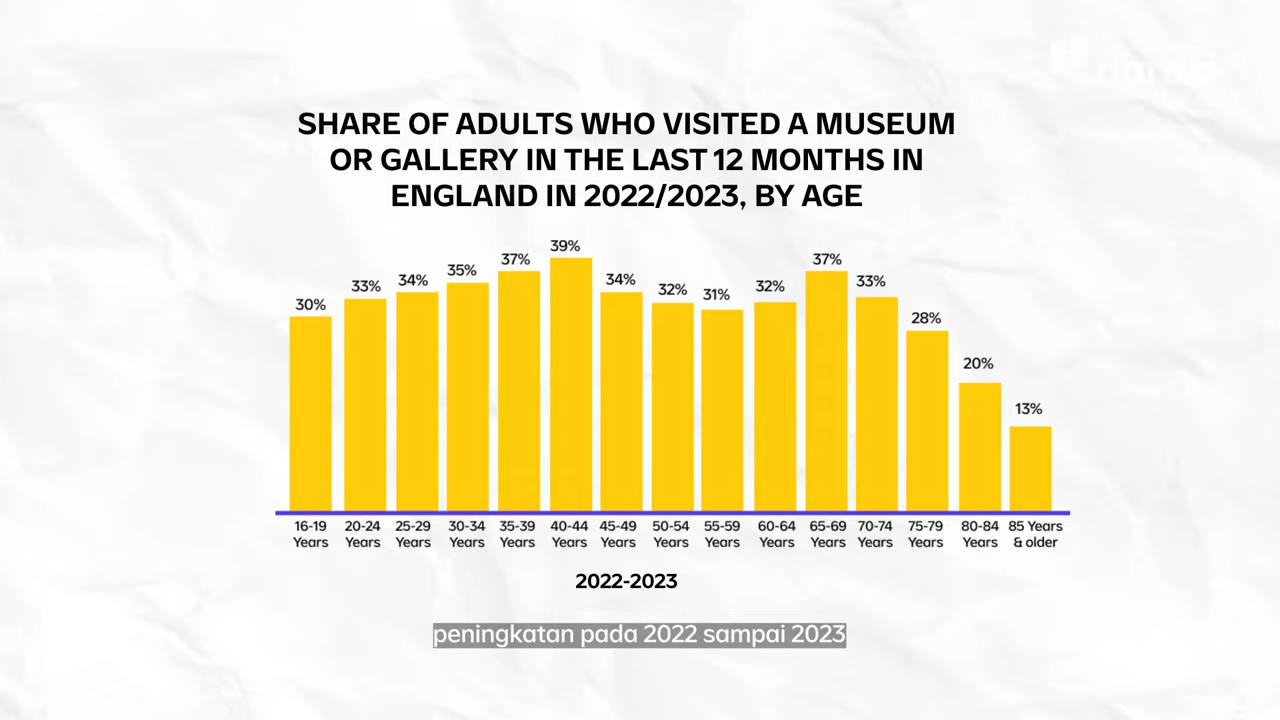 SHARE OF ADULTS WHO VISITED A MUSEUM
OR GALLERY IN THE LAST 12 MONTHS IN
ENGLAND IN 2022/2023, BY AGE
30%
33%
34%
35%
37%
39%
34%
32%
31%
32%
37%
33%
28%
20%
13%
16-19 Years
20-24 Years
25-29 Years
30-34 Years
35-39 Years
40-44 Years
45-49 Years
50-54 Years
55-59 Years
60-64 Years
65-69 Years
70-74 Years
75-79 Years
80-84 Years
85 Years & older
2022-2023
peningkatan pada 2022 sampai 2023